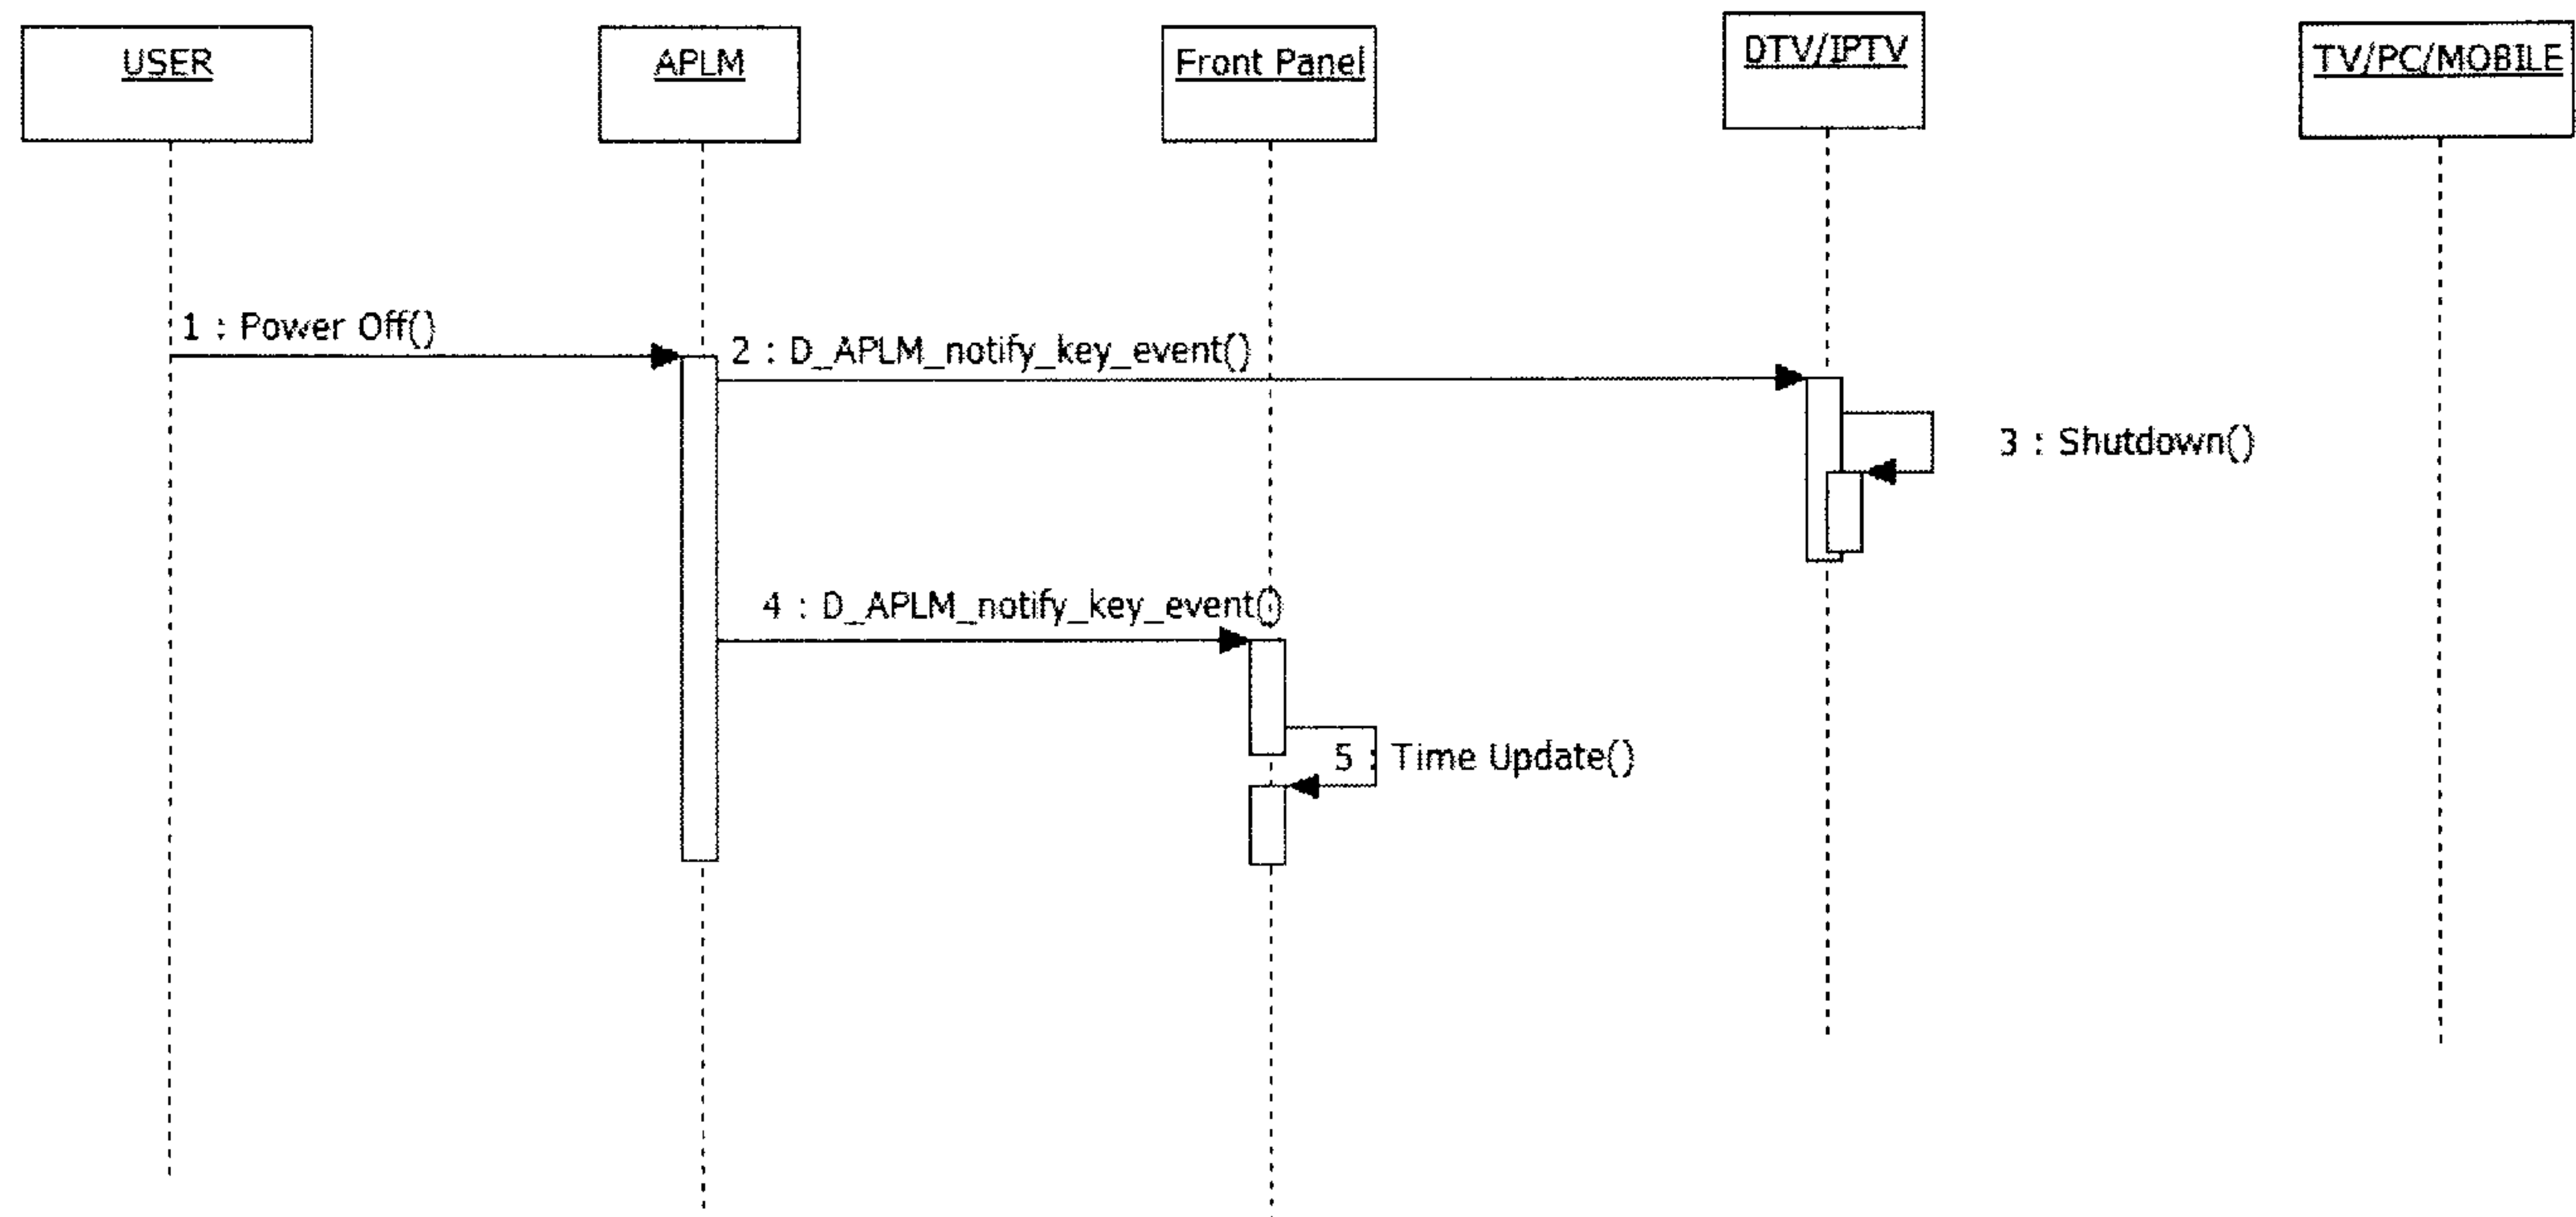 USER
APLM
Front Panel
DTV/IPTV
TV/PC/MOBILE
1 : Power Off()
2 : D_APLM_notify_key_event()
3 : Shutdown()
4 : D_APLM_notify_key_event()
5 : Time Update()